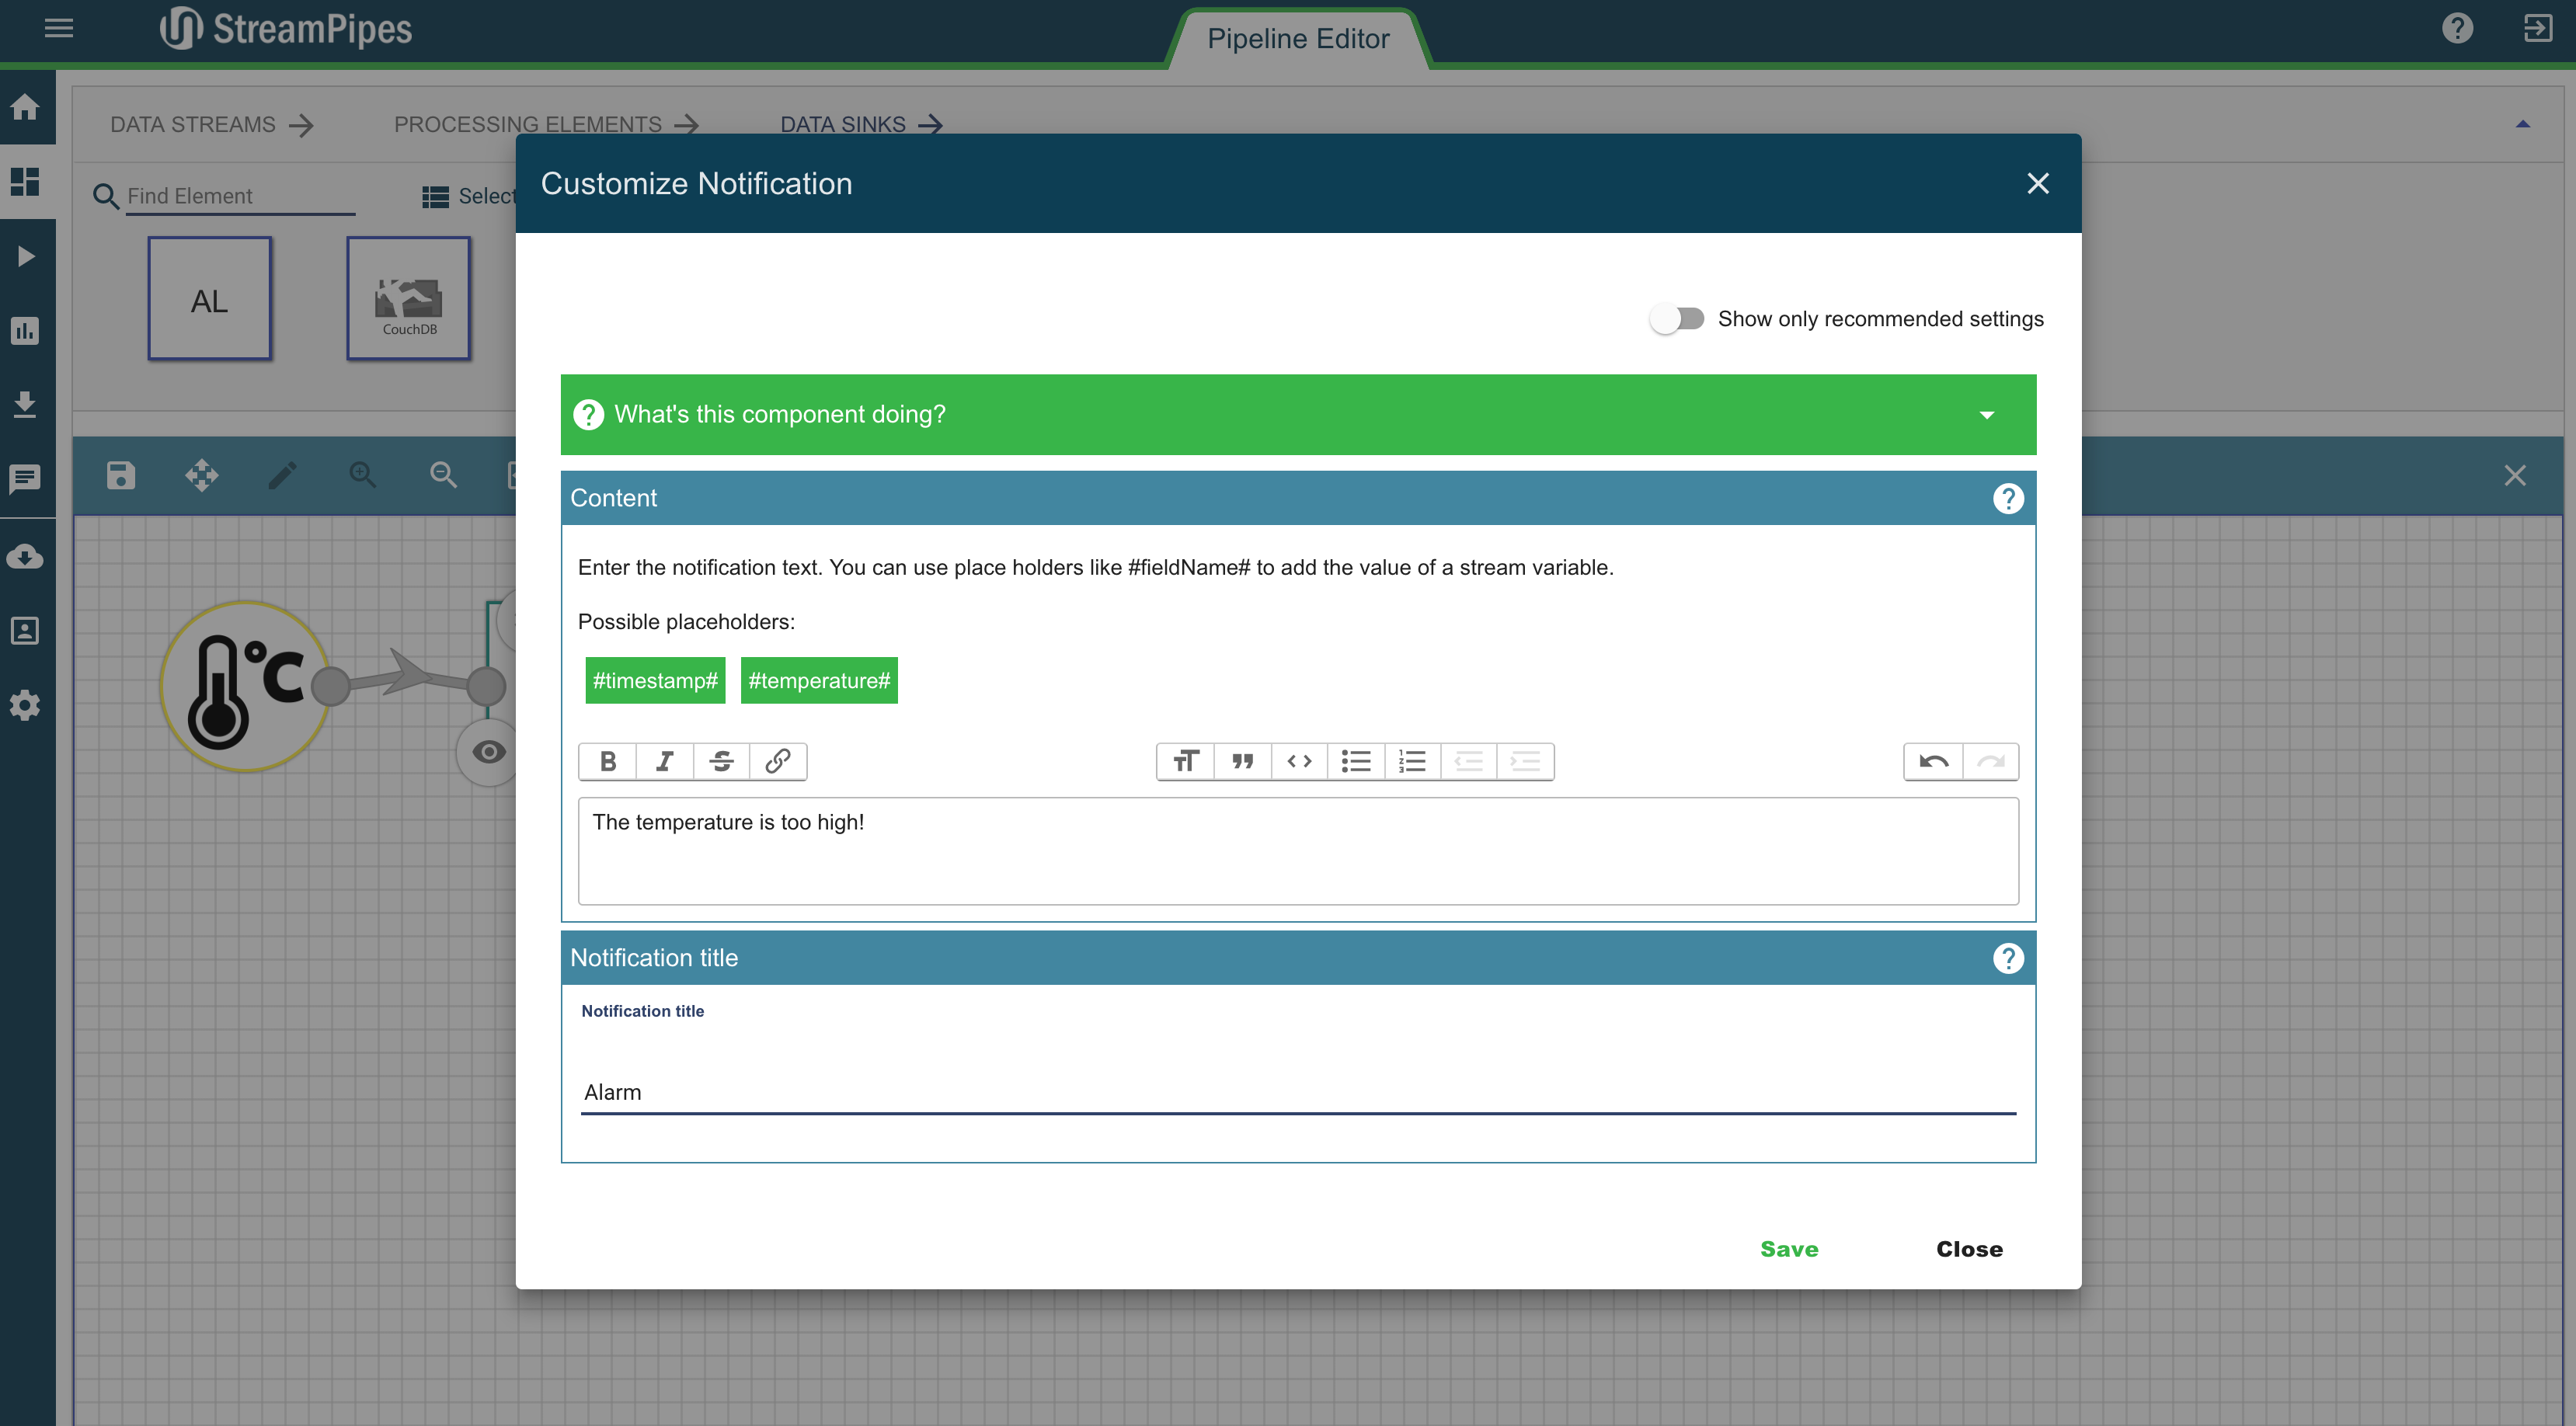 StreamPipes
Pipeline Editor
DATA STREAMS
PROCESSING ELEMENTS
DATA SINKS
Find Element
Select
AL
CouchDB
°C
Customize Notification
Show only recommended settings
What's this component doing?
Content
Enter the notification text. You can use place holders like #fieldName# to add the value of a stream variable.
Possible placeholders:
#timestamp# #temperature#
The temperature is too high!
Notification title
Notification title
Alarm
Save
Close